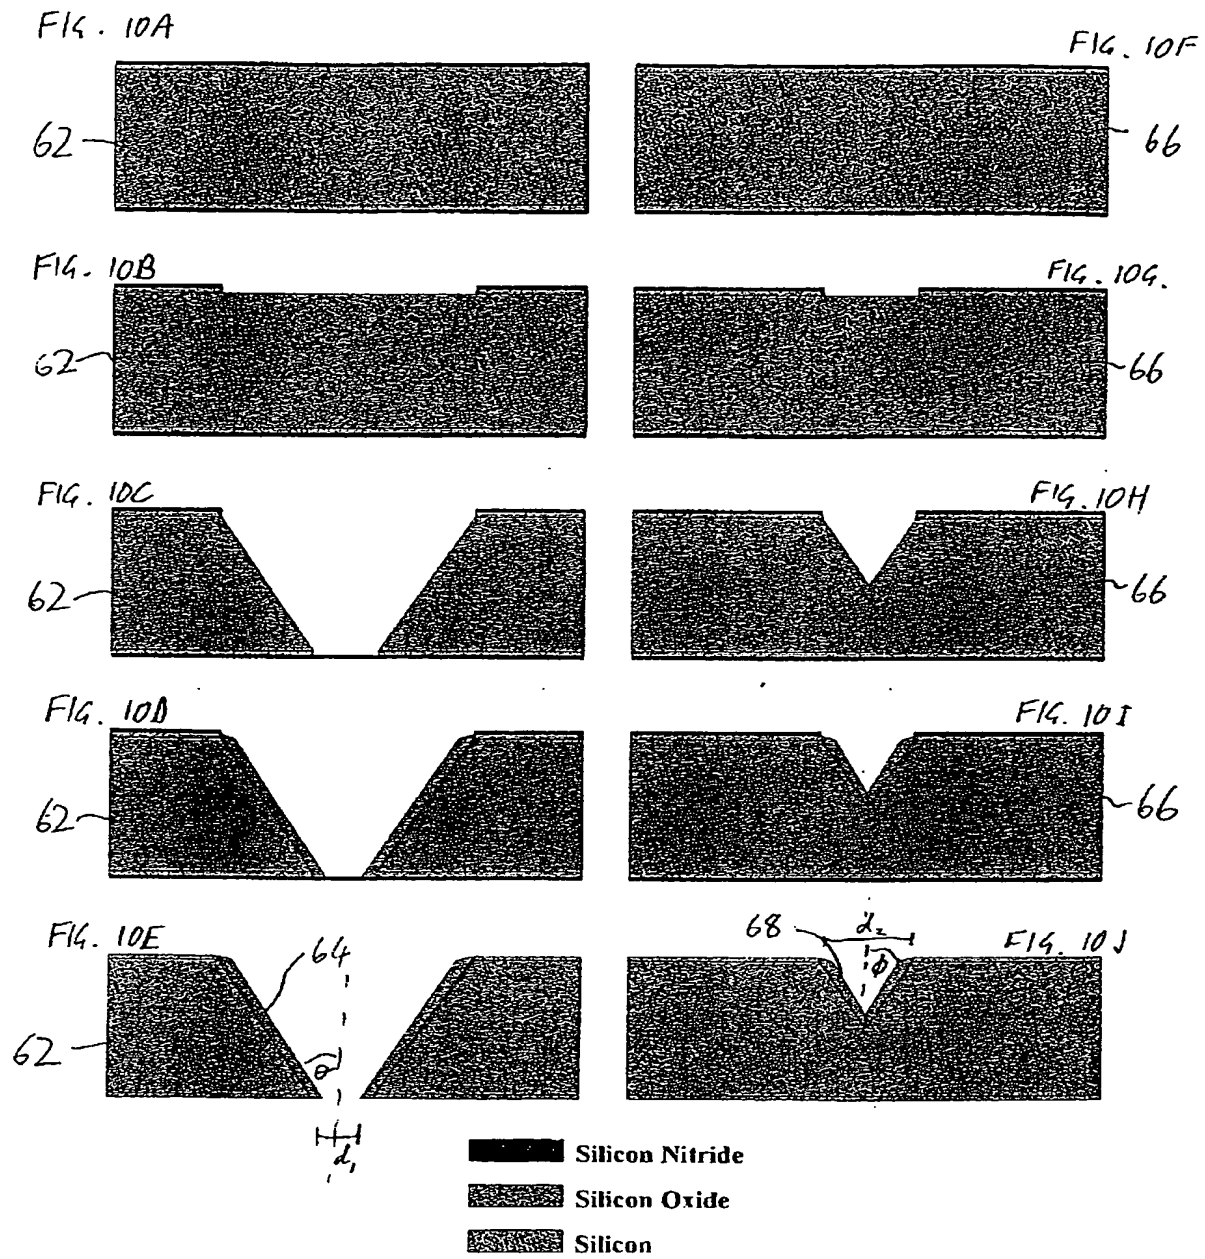 FIG. 10A
62
FIG. 10B
62
FIG. 10C
62
FIG. 10D
62
FIG. 10E
64
62
θ
d₁
FIG. 10F
66
FIG. 10G.
66
FIG. 10H
66
FIG. 10I
66
68
d₂
FIG. 10J
ϕ
Silicon Nitride
Silicon Oxide
Silicon